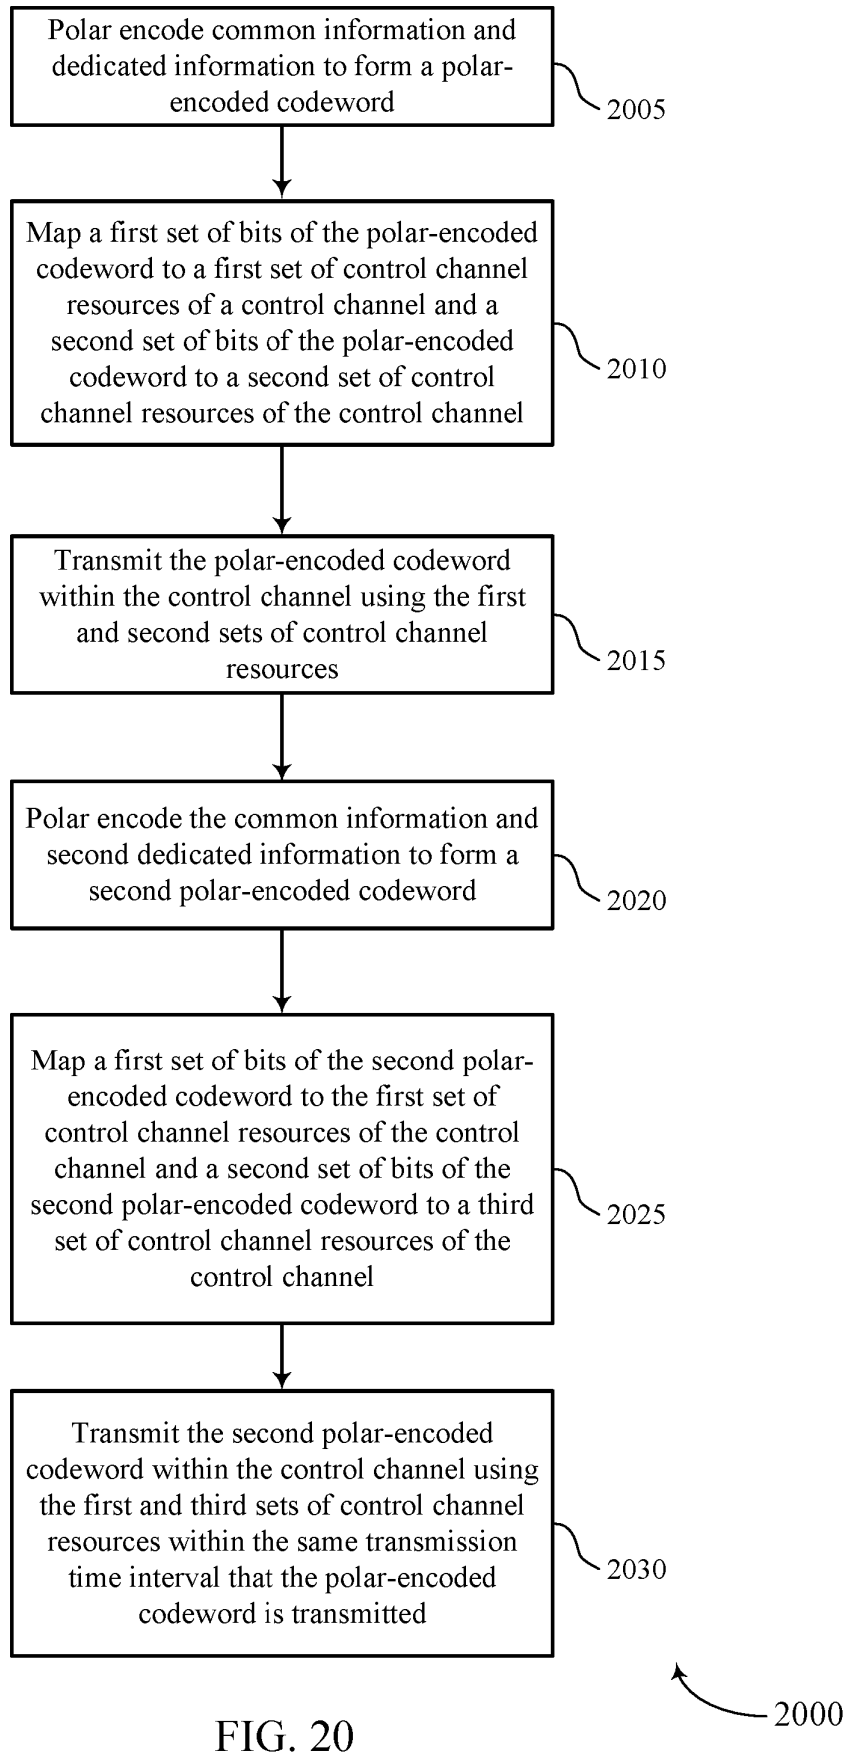 Polar encode common information and
dedicated information to form a polar-
encoded codeword
2005
Map a first set of bits of the polar-encoded
codeword to a first set of control channel
resources of a control channel and a
second set of bits of the polar-encoded
codeword to a second set of control
channel resources of the control channel
2010
Transmit the polar-encoded codeword
within the control channel using the first
and second sets of control channel
resources
2015
Polar encode the common information and
second dedicated information to form a
second polar-encoded codeword
2020
Map a first set of bits of the second polar-
encoded codeword to the first set of
control channel resources of the control
channel and a second set of bits of the
second polar-encoded codeword to a third
set of control channel resources of the
control channel
2025
Transmit the second polar-encoded
codeword within the control channel using
the first and third sets of control channel
resources within the same transmission
time interval that the polar-encoded
codeword is transmitted
2030
2000
FIG. 20